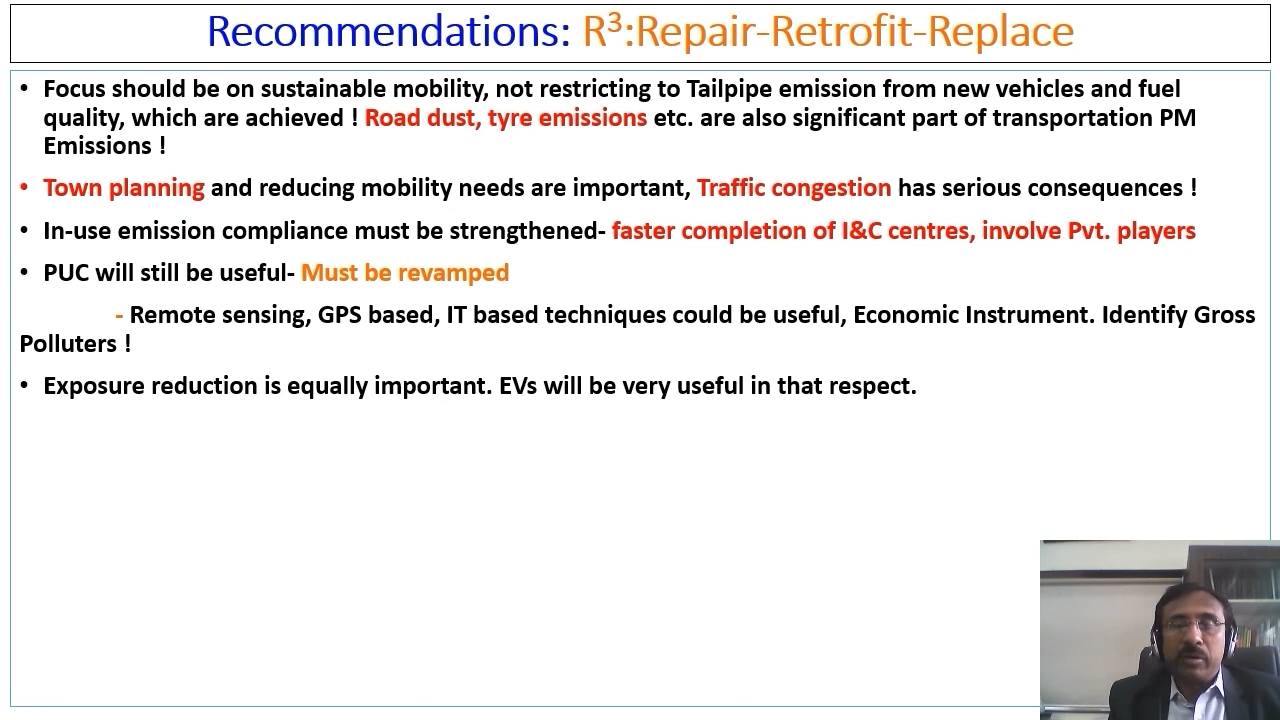 Recommendations: R³:Repair-Retrofit-Replace
• Focus should be on sustainable mobility, not restricting to Tailpipe emission from new vehicles and fuel
quality, which are achieved ! Road dust, tyre emissions etc. are also significant part of transportation PM
Emissions !
• Town planning and reducing mobility needs are important, Traffic congestion has serious consequences !
• In-use emission compliance must be strengthened- faster completion of I&C centres, involve Pvt. players
• PUC will still be useful- Must be revamped
- Remote sensing, GPS based, IT based techniques could be useful, Economic Instrument. Identify Gross
Polluters !
• Exposure reduction is equally important. EVs will be very useful in that respect.